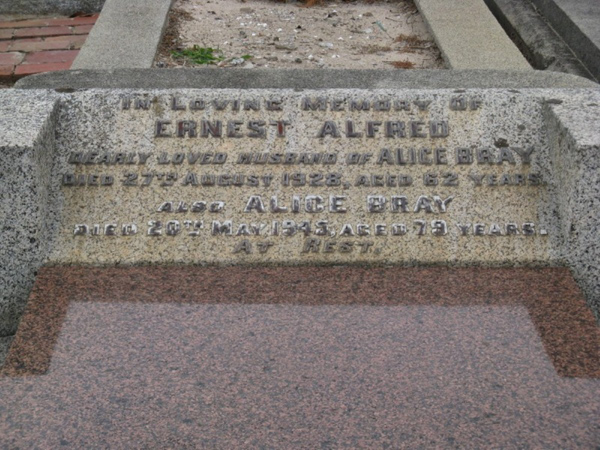 IN LOVING MEMORY OF
ERNEST ALFRED
DEARLY LOVED HUSBAND OF ALICE BRAY
DIED 27TH AUGUST 1928, AGED 62 YEARS.
ALSO ALICE BRAY
DIED 20TH MAY, 1943, AGED 79 YEARS.
AT REST.